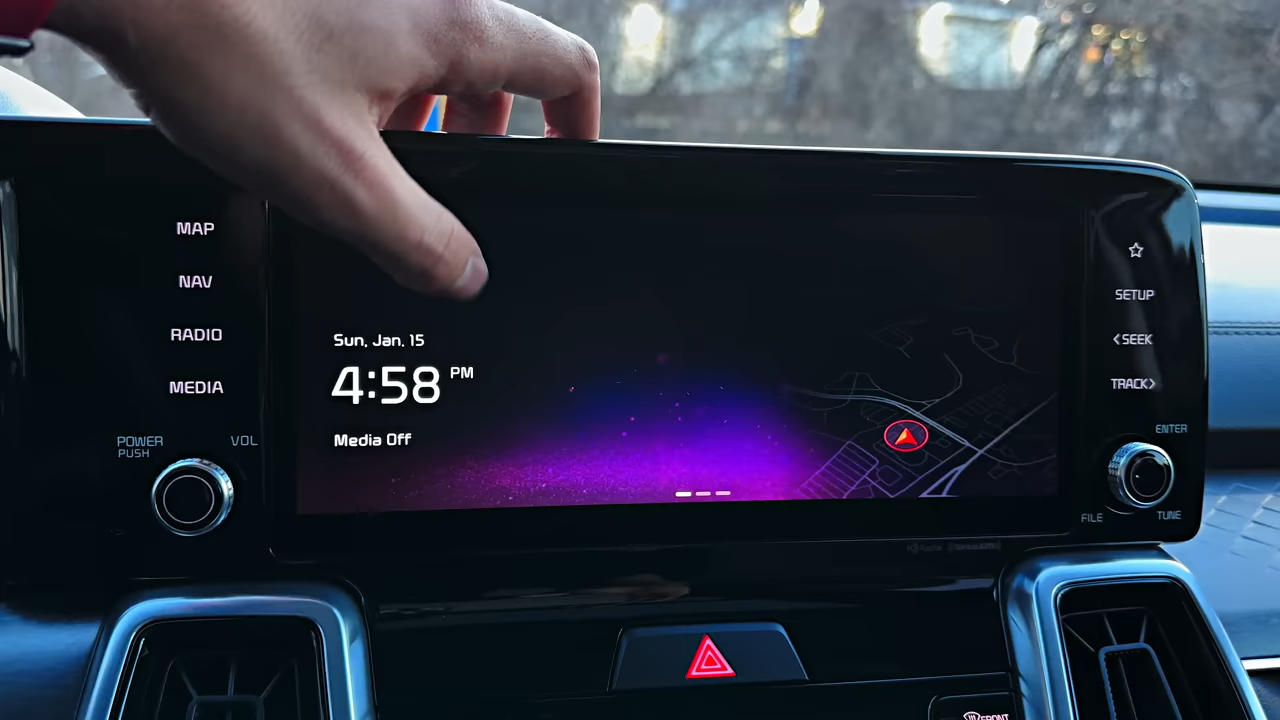 MAP
NAV
RADIO
MEDIA
POWER
PUSH
VOL
Sun, Jan, 15
4:58 PM
Media Off
SETUP
<SEEK
TRACK>
ENTER
FILE
TUNE
FRONT